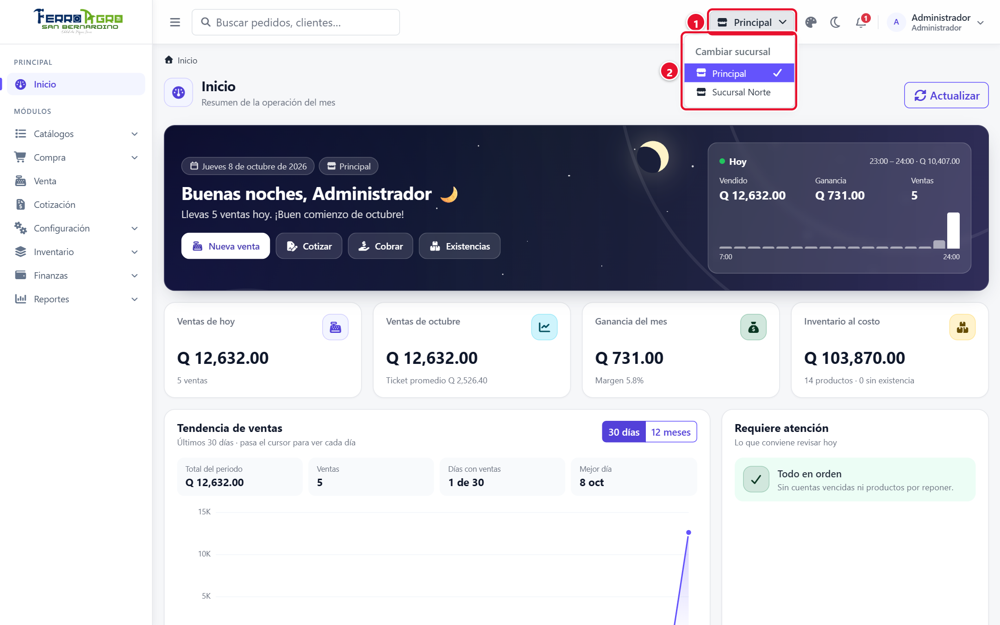 FERRO AGRO
SAN BERNARDINO
Buscar pedidos, clientes...
1
Principal
1
A
Administrador
Administrador
Cambiar sucursal
2
Principal
Sucursal Norte
PRINCIPAL
Inicio
MÓDULOS
Catálogos
Compra
Venta
Cotización
Configuración
Inventario
Finanzas
Reportes
Inicio
Inicio
Resumen de la operación del mes
Actualizar
Jueves 8 de octubre de 2026
Principal
Buenas noches, Administrador
Llevas 5 ventas hoy. ¡Buen comienzo de octubre!
Nueva venta
Cotizar
Cobrar
Existencias
Hoy
23:00 – 24:00 · Q 10,407.00
Vendido
Ganancia
Ventas
Q 12,632.00
Q 731.00
5
7:00
24:00
Ventas de hoy
Q 12,632.00
5 ventas
Ventas de octubre
Q 12,632.00
Ticket promedio Q 2,526.40
Ganancia del mes
Q 731.00
Margen 5.8%
Inventario al costo
Q 103,870.00
14 productos · 0 sin existencia
Tendencia de ventas
Últimos 30 días · pasa el cursor para ver cada día
30 días
12 meses
Total del periodo
Q 12,632.00
Ventas
5
Días con ventas
1 de 30
Mejor día
8 oct
15K
10K
5K
Requiere atención
Lo que conviene revisar hoy
Todo en orden
Sin cuentas vencidas ni productos por reponer.